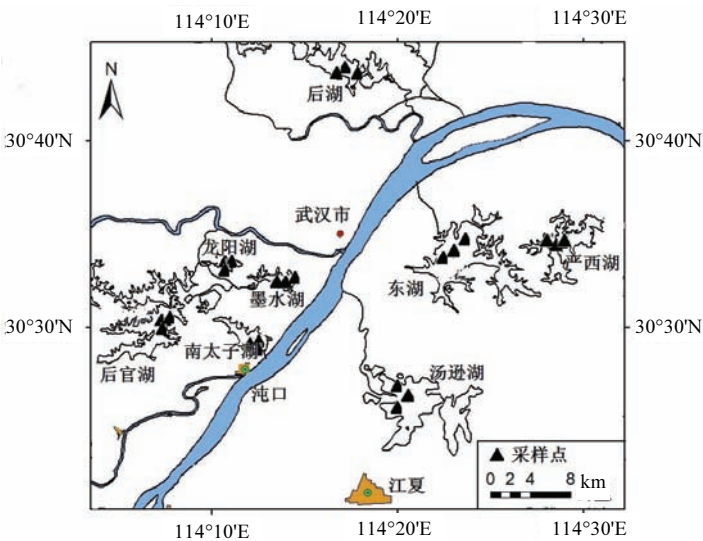 114°10'E 114°20'E 114°30'E
N
后湖
30°40'N 30°40'N
武汉市
龙阳湖
严西湖
东湖
墨水湖
30°30'N 30°30'N
南太子湖
后官湖
汤逊湖
沌口
▲ 采样点
0 2 4 8 km
江夏
114°10'E 114°20'E 114°30'E